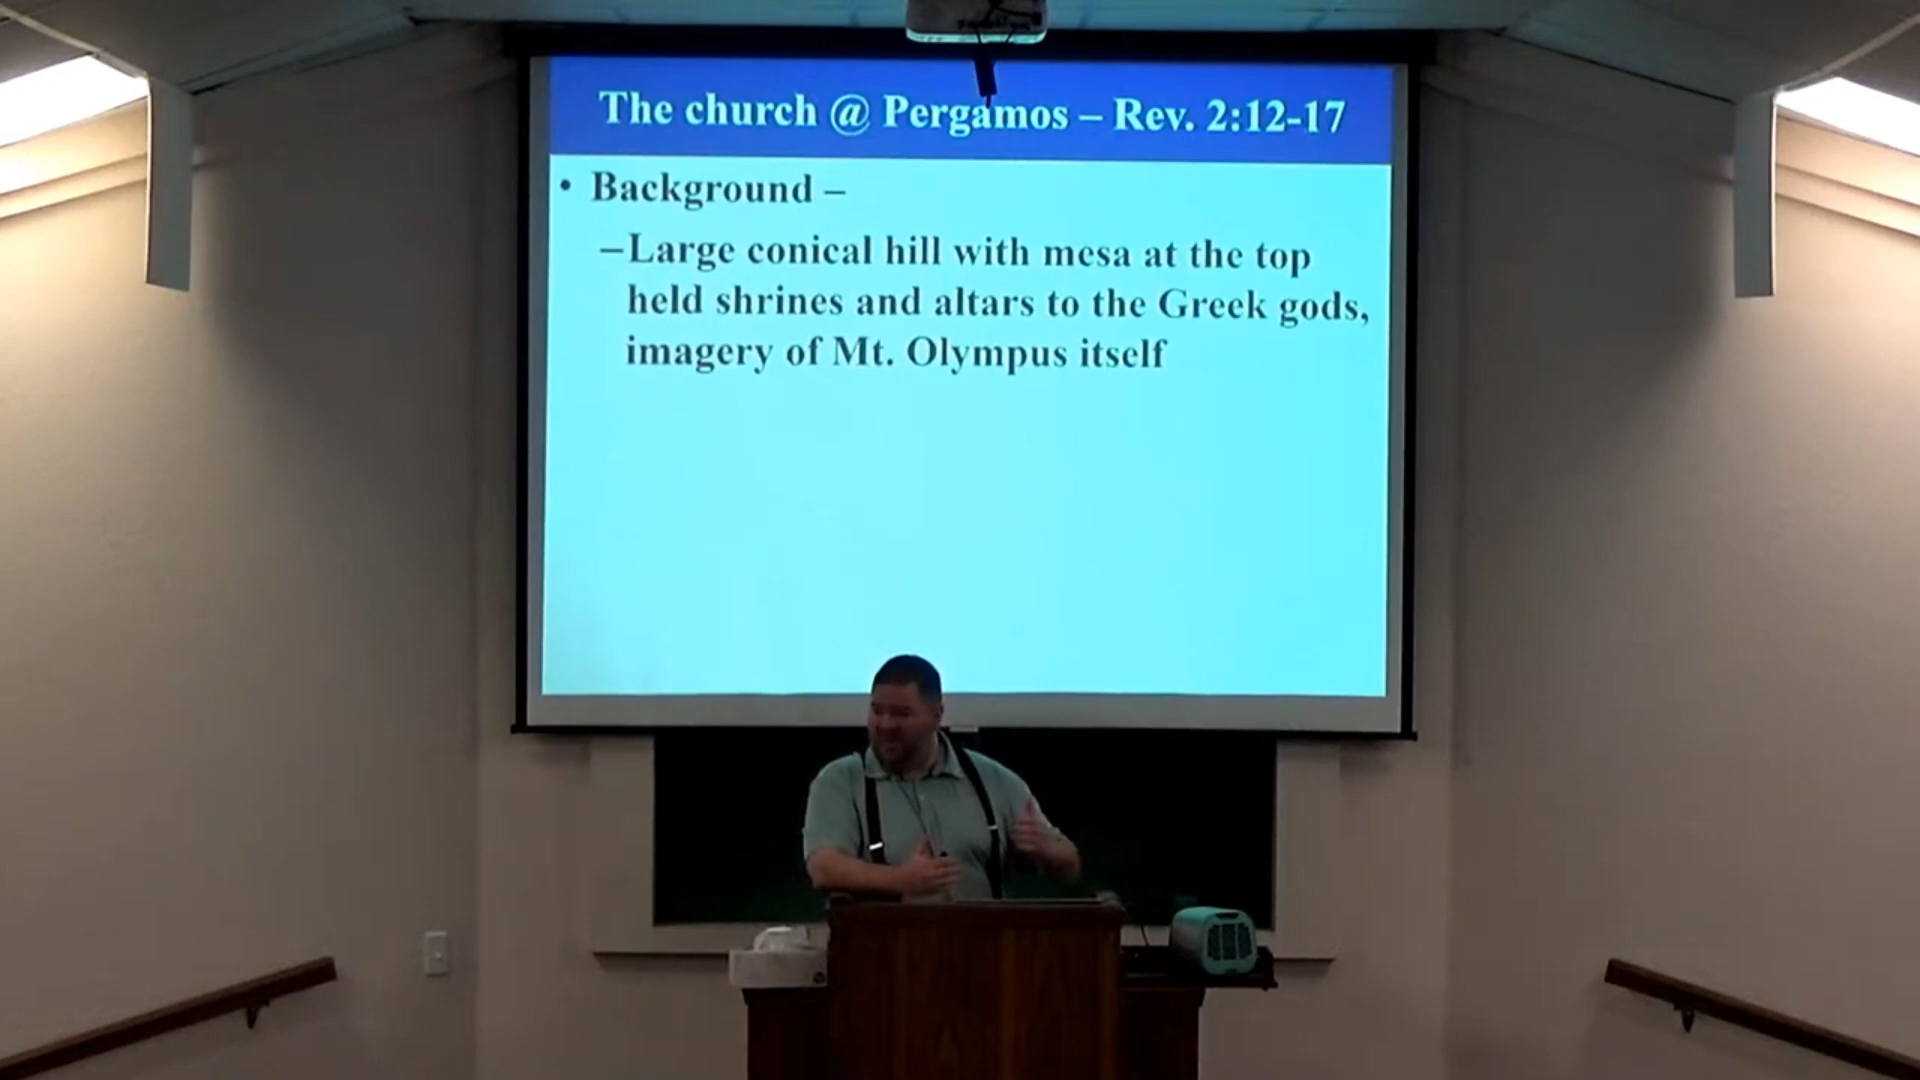 The church @ Pergamos – Rev. 2:12-17
• Background –
–Large conical hill with mesa at the top
held shrines and altars to the Greek gods,
imagery of Mt. Olympus itself